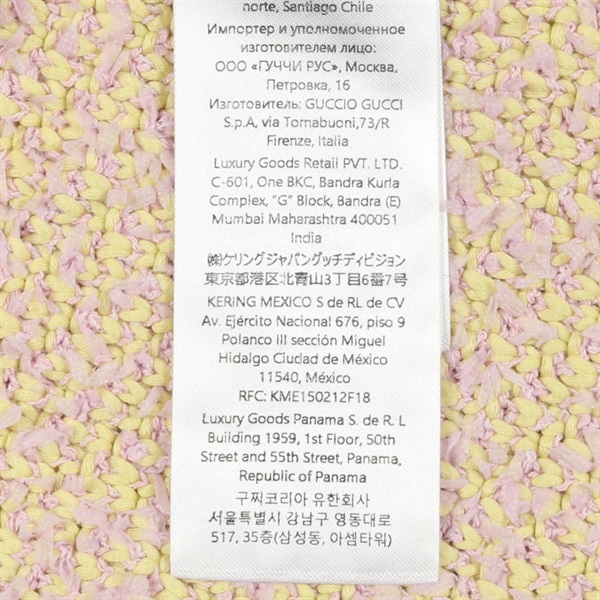 norte, Santiago Chile
Импортер и уполномоченное
изготовителем лицо:
ООО «ГУЧЧИ РУС», Москва,
Петровка, 16
Изготовитель: GUCCIO GUCCI
S.p.A, via Tornabuoni,73/R
Firenze, Italia
Luxury Goods Retail PVT. LTD.
C-601, One BKC, Bandra Kurla
Complex, "G" Block, Bandra (E)
Mumbai Maharashtra 400051
India
㈱ケリングジャパングッチディビジョン
東京都港区北青山3丁目6番7号
KERING MEXICO S de RL de CV
Av. Ejército Nacional 676, piso 9
Polanco III sección Miguel
Hidalgo Ciudad de México
11540, México
RFC: KME150212F18
Luxury Goods Panama S. de R. L
Building 1959, 1st Floor, 50th
Street and 55th Street, Panama,
Republic of Panama
구찌코리아 유한회사
서울특별시 강남구 영동대로
517, 35층(삼성동, 아셈타워)